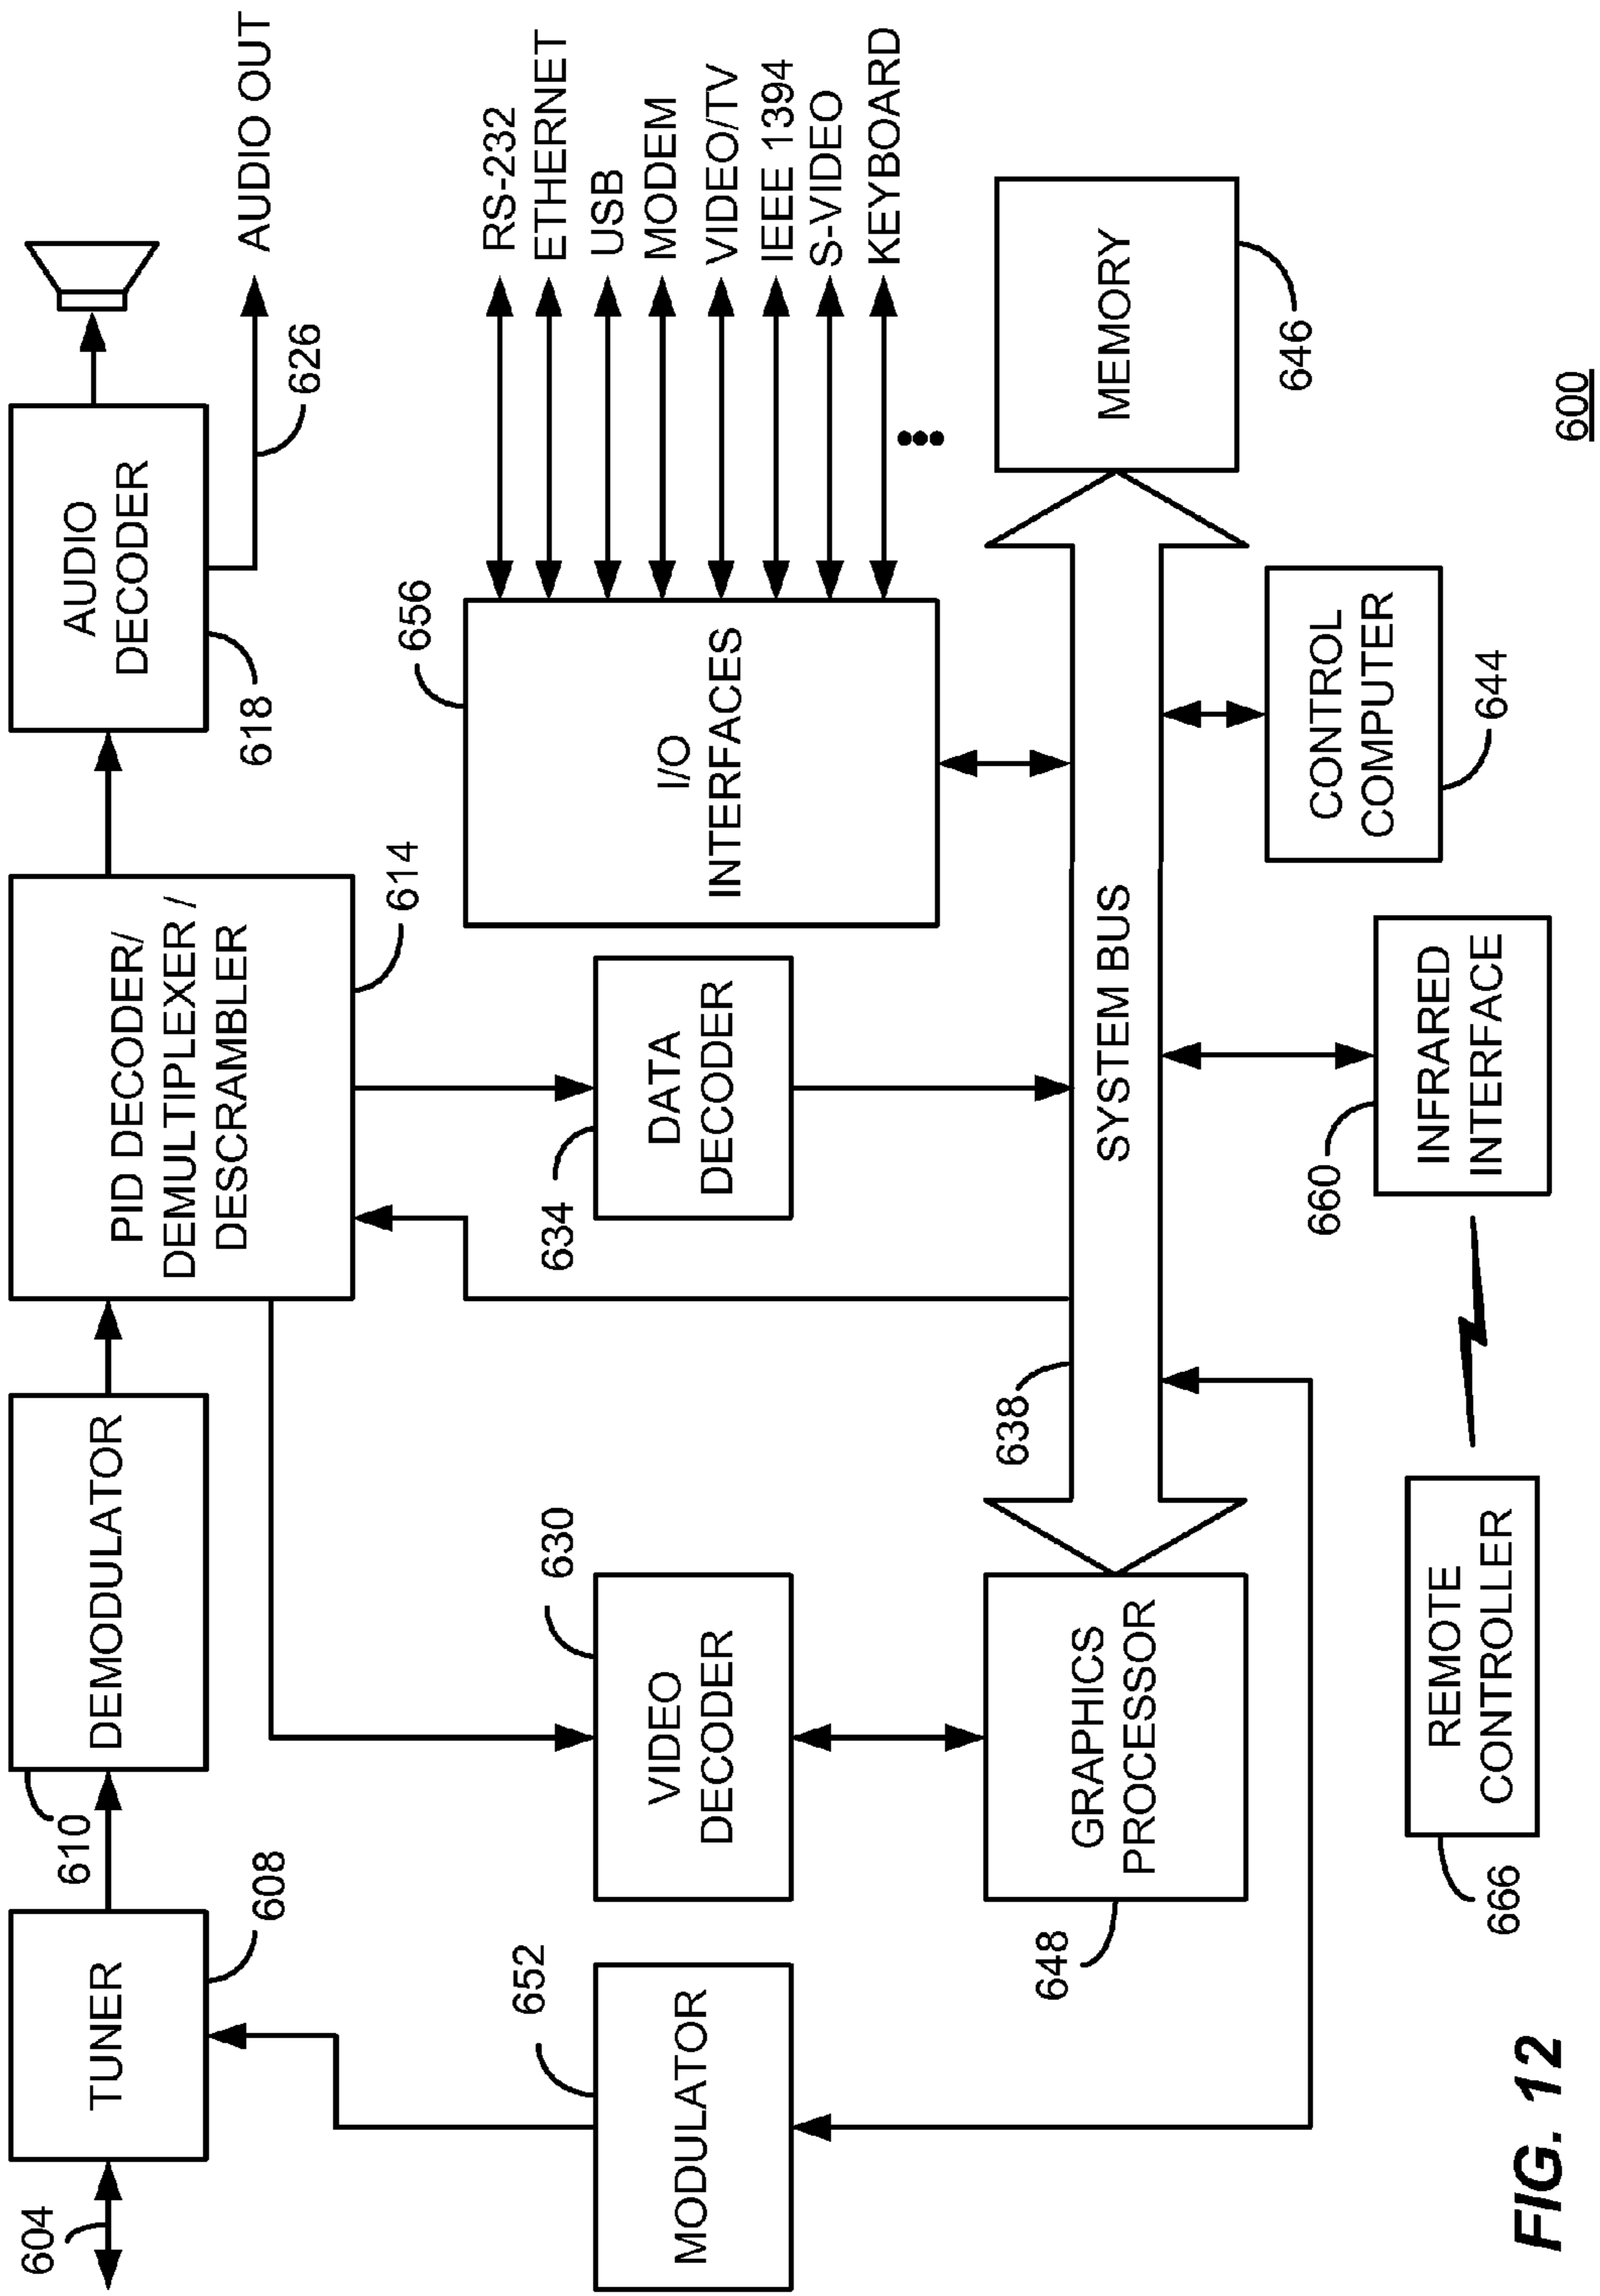 604
TUNER
608
610
DEMODULATOR
PID DECODER/
DEMULTIPLEXER /
DESCRAMBLER
614
AUDIO
DECODER
618
626
AUDIO OUT
652
MODULATOR
630
VIDEO
DECODER
634
DATA
DECODER
656
I/O
INTERFACES
RS-232
ETHERNET
USB
MODEM
VIDEO/TV
IEEE 1394
S-VIDEO
KEYBOARD
648
GRAPHICS
PROCESSOR
638
SYSTEM BUS
MEMORY
646
666
REMOTE
CONTROLLER
660
INFRARED
INTERFACE
CONTROL
COMPUTER
644
FIG. 12
600